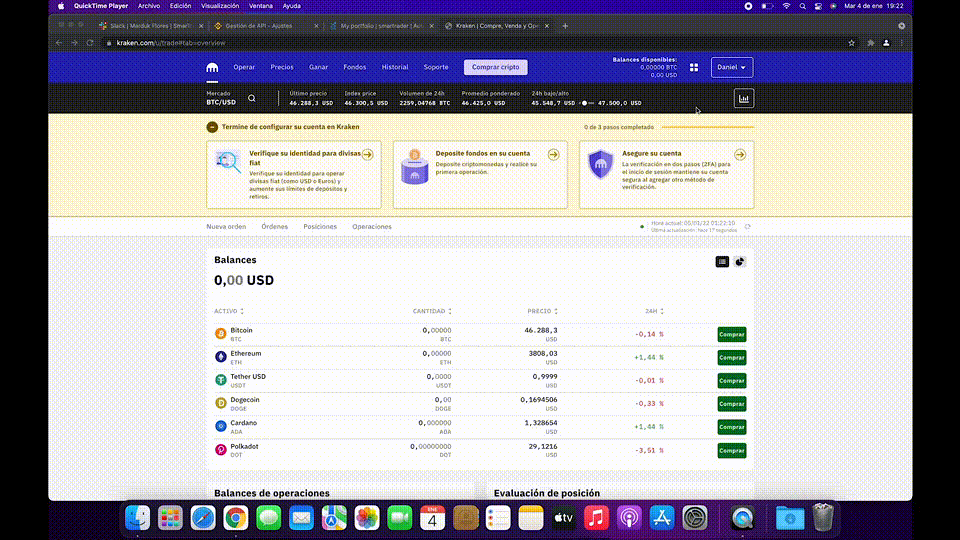 QuickTime Player Archivo Edición Visualización Ventana Ayuda Mar 4 de ene 19:22
Gestión de API - Ajustes My portfolio | smartrader | Au Kraken | Compre, Venda y Ope
kraken.com/u/trade#tab=overview
Operar Precios Ganar Fondos Historial Soporte Comprar cripto Balances disponibles: Daniel
0,00000 BTC
0,00 USD
Mercado Último precio Index price Volumen de 24h Promedio ponderado 24h bajo/alto
BTC/USD 46.288,3 USD 46.300,5 USD 2259,04768 BTC 46.425,0 USD 45.548,7 USD 47.500,0 USD
Termine de configurar su cuenta en Kraken 0 de 3 pasos completado
Verifique su identidad para divisas fiat
Verifique su identidad para operar
divisas fiat (como USD o Euros) y
aumente sus límites de depósitos y
retiros.
Deposite fondos en su cuenta
Deposite criptomonedas y realice su
primera operación.
Asegure su cuenta
La verificación en dos pasos (2FA) para
el inicio de sesión mantiene su cuenta
segura al agregar otro método de
verificación.
Nueva orden Órdenes Posiciones Operaciones
Hora actual:
Última actualización: hace 17 segundos
Balances
0,00 USD
ACTIVO CANTIDAD PRECIO 24H
Bitcoin 0,00000 46.288,3 -0,14 % Comprar
BTC BTC USD
Ethereum 0,00000 3808,03 +1,44 % Comprar
ETH ETH USD
Tether USD 0,0000 0,9999 -0,01 % Comprar
USDT USDT USD
Dogecoin 0,00 0,1694506 -0,33 % Comprar
DOGE DOGE USD
Cardano 0,000000 1,328654 +1,44 % Comprar
ADA ADA USD
Polkadot 0,00000000 29,1216 -3,51 % Comprar
DOT DOT USD
Balances de operaciones Evaluación de posición
ENE
4
tv